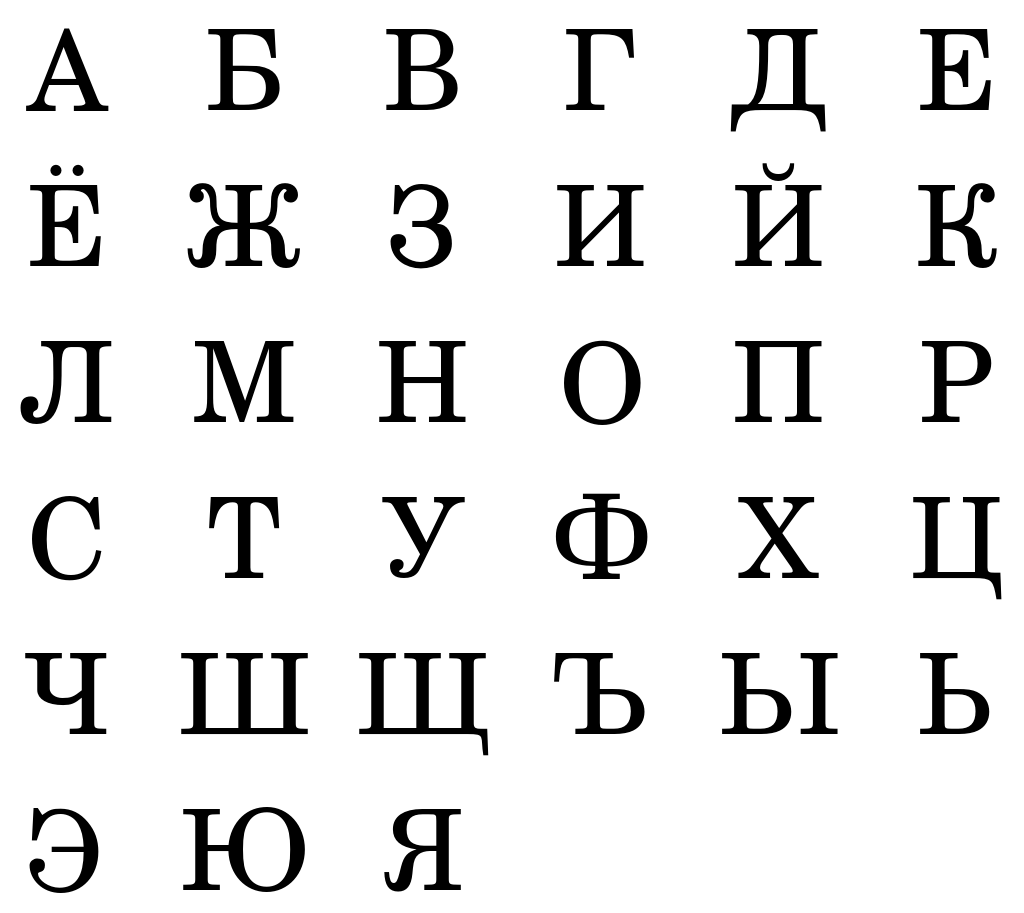 А Б В Г Д Е
Ё Ж З И Й К
Л М Н О П Р
С Т У Ф Х Ц
Ч Ш Щ Ъ Ы Ь
Э Ю Я